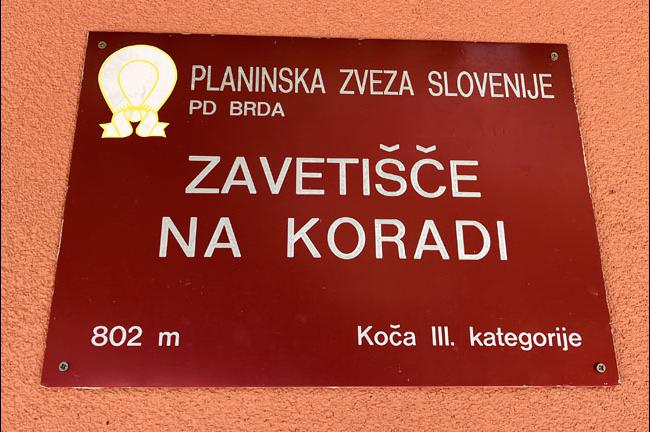 PLANINSKA ZVEZA SLOVENIJE
PD BRDA
ZAVETIŠČE
NA KORADI
802 m
Koča III. kategorije